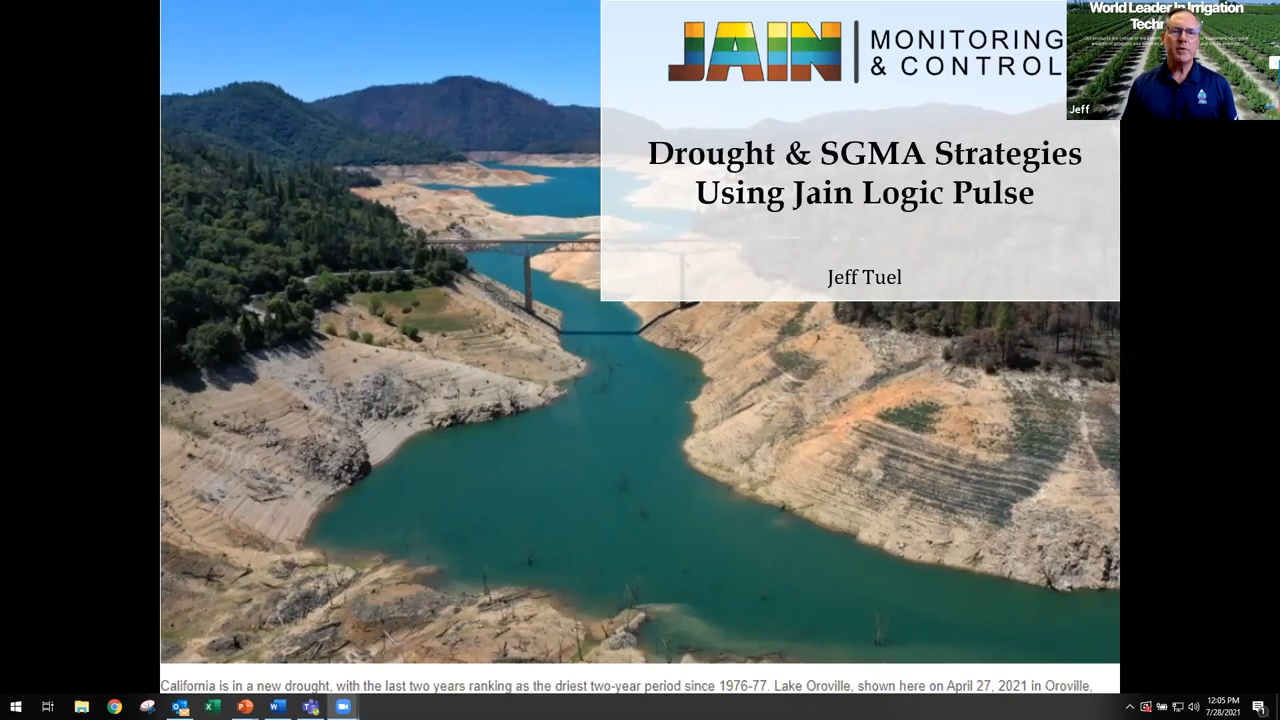 JAIN
MONITORING
& CONTROL
World Leader In Irrigation
Drought & SGMA Strategies
Using Jain Logic Pulse
Jeff Tuel
Jeff
California is in a new drought, with the last two years ranking as the driest two-year period since 1976-77. Lake Oroville, shown here on April 27, 2021 in Oroville,
12:05 PM
7/28/2021